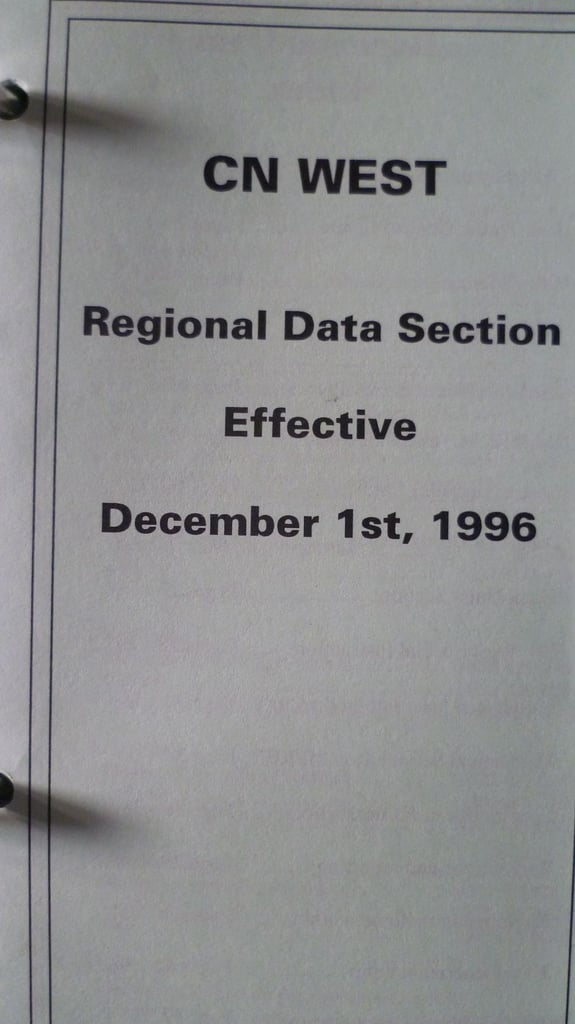 CN WEST
Regional Data Section
Effective
December 1st, 1996